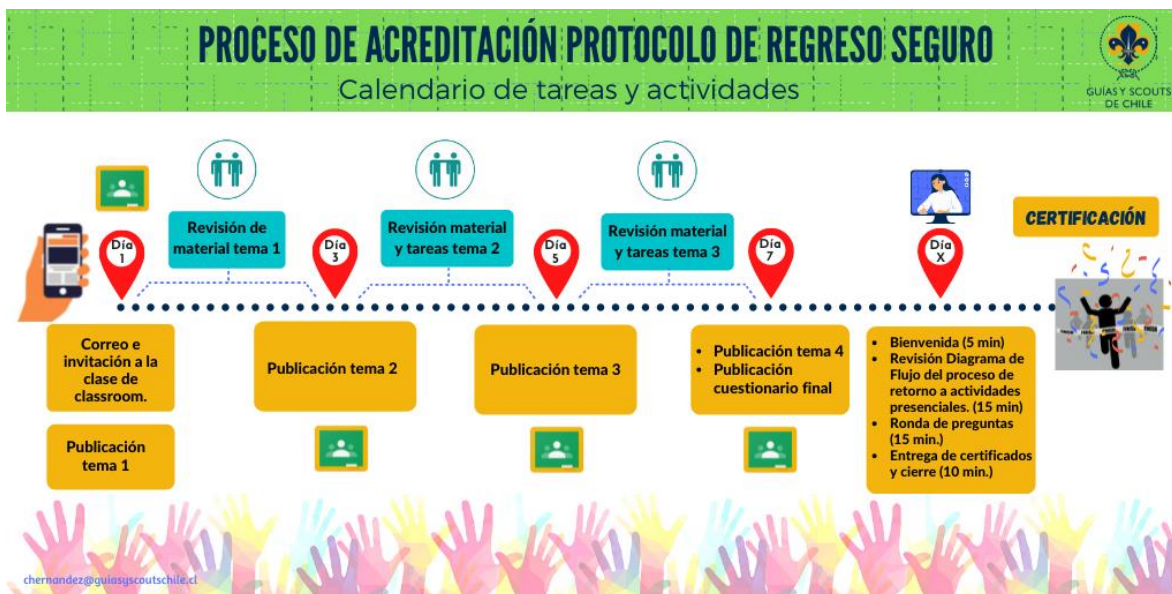 PROCESO DE ACREDITACIÓN PROTOCOLO DE REGRESO SEGURO
Calendario de tareas y actividades
GUÍAS Y SCOUTS
DE CHILE
Revisión de
material tema 1
Revisión material
y tareas tema 2
Revisión material
y tareas tema 3
CERTIFICACIÓN
Día
1
Día
3
Día
5
Día
7
Día
X
Correo e
invitación a la
clase de
classroom.
Publicación
tema 1
Publicación tema 2
Publicación tema 3
• Publicación tema 4
• Publicación
cuestionario final
• Bienvenida (5 min)
• Revisión Diagrama de
Flujo del proceso de
retorno a actividades
presenciales. (15 min)
• Ronda de preguntas
(15 min.)
• Entrega de certificados
y cierre (10 min.)
chernandez@guiasyscoutschile.cl